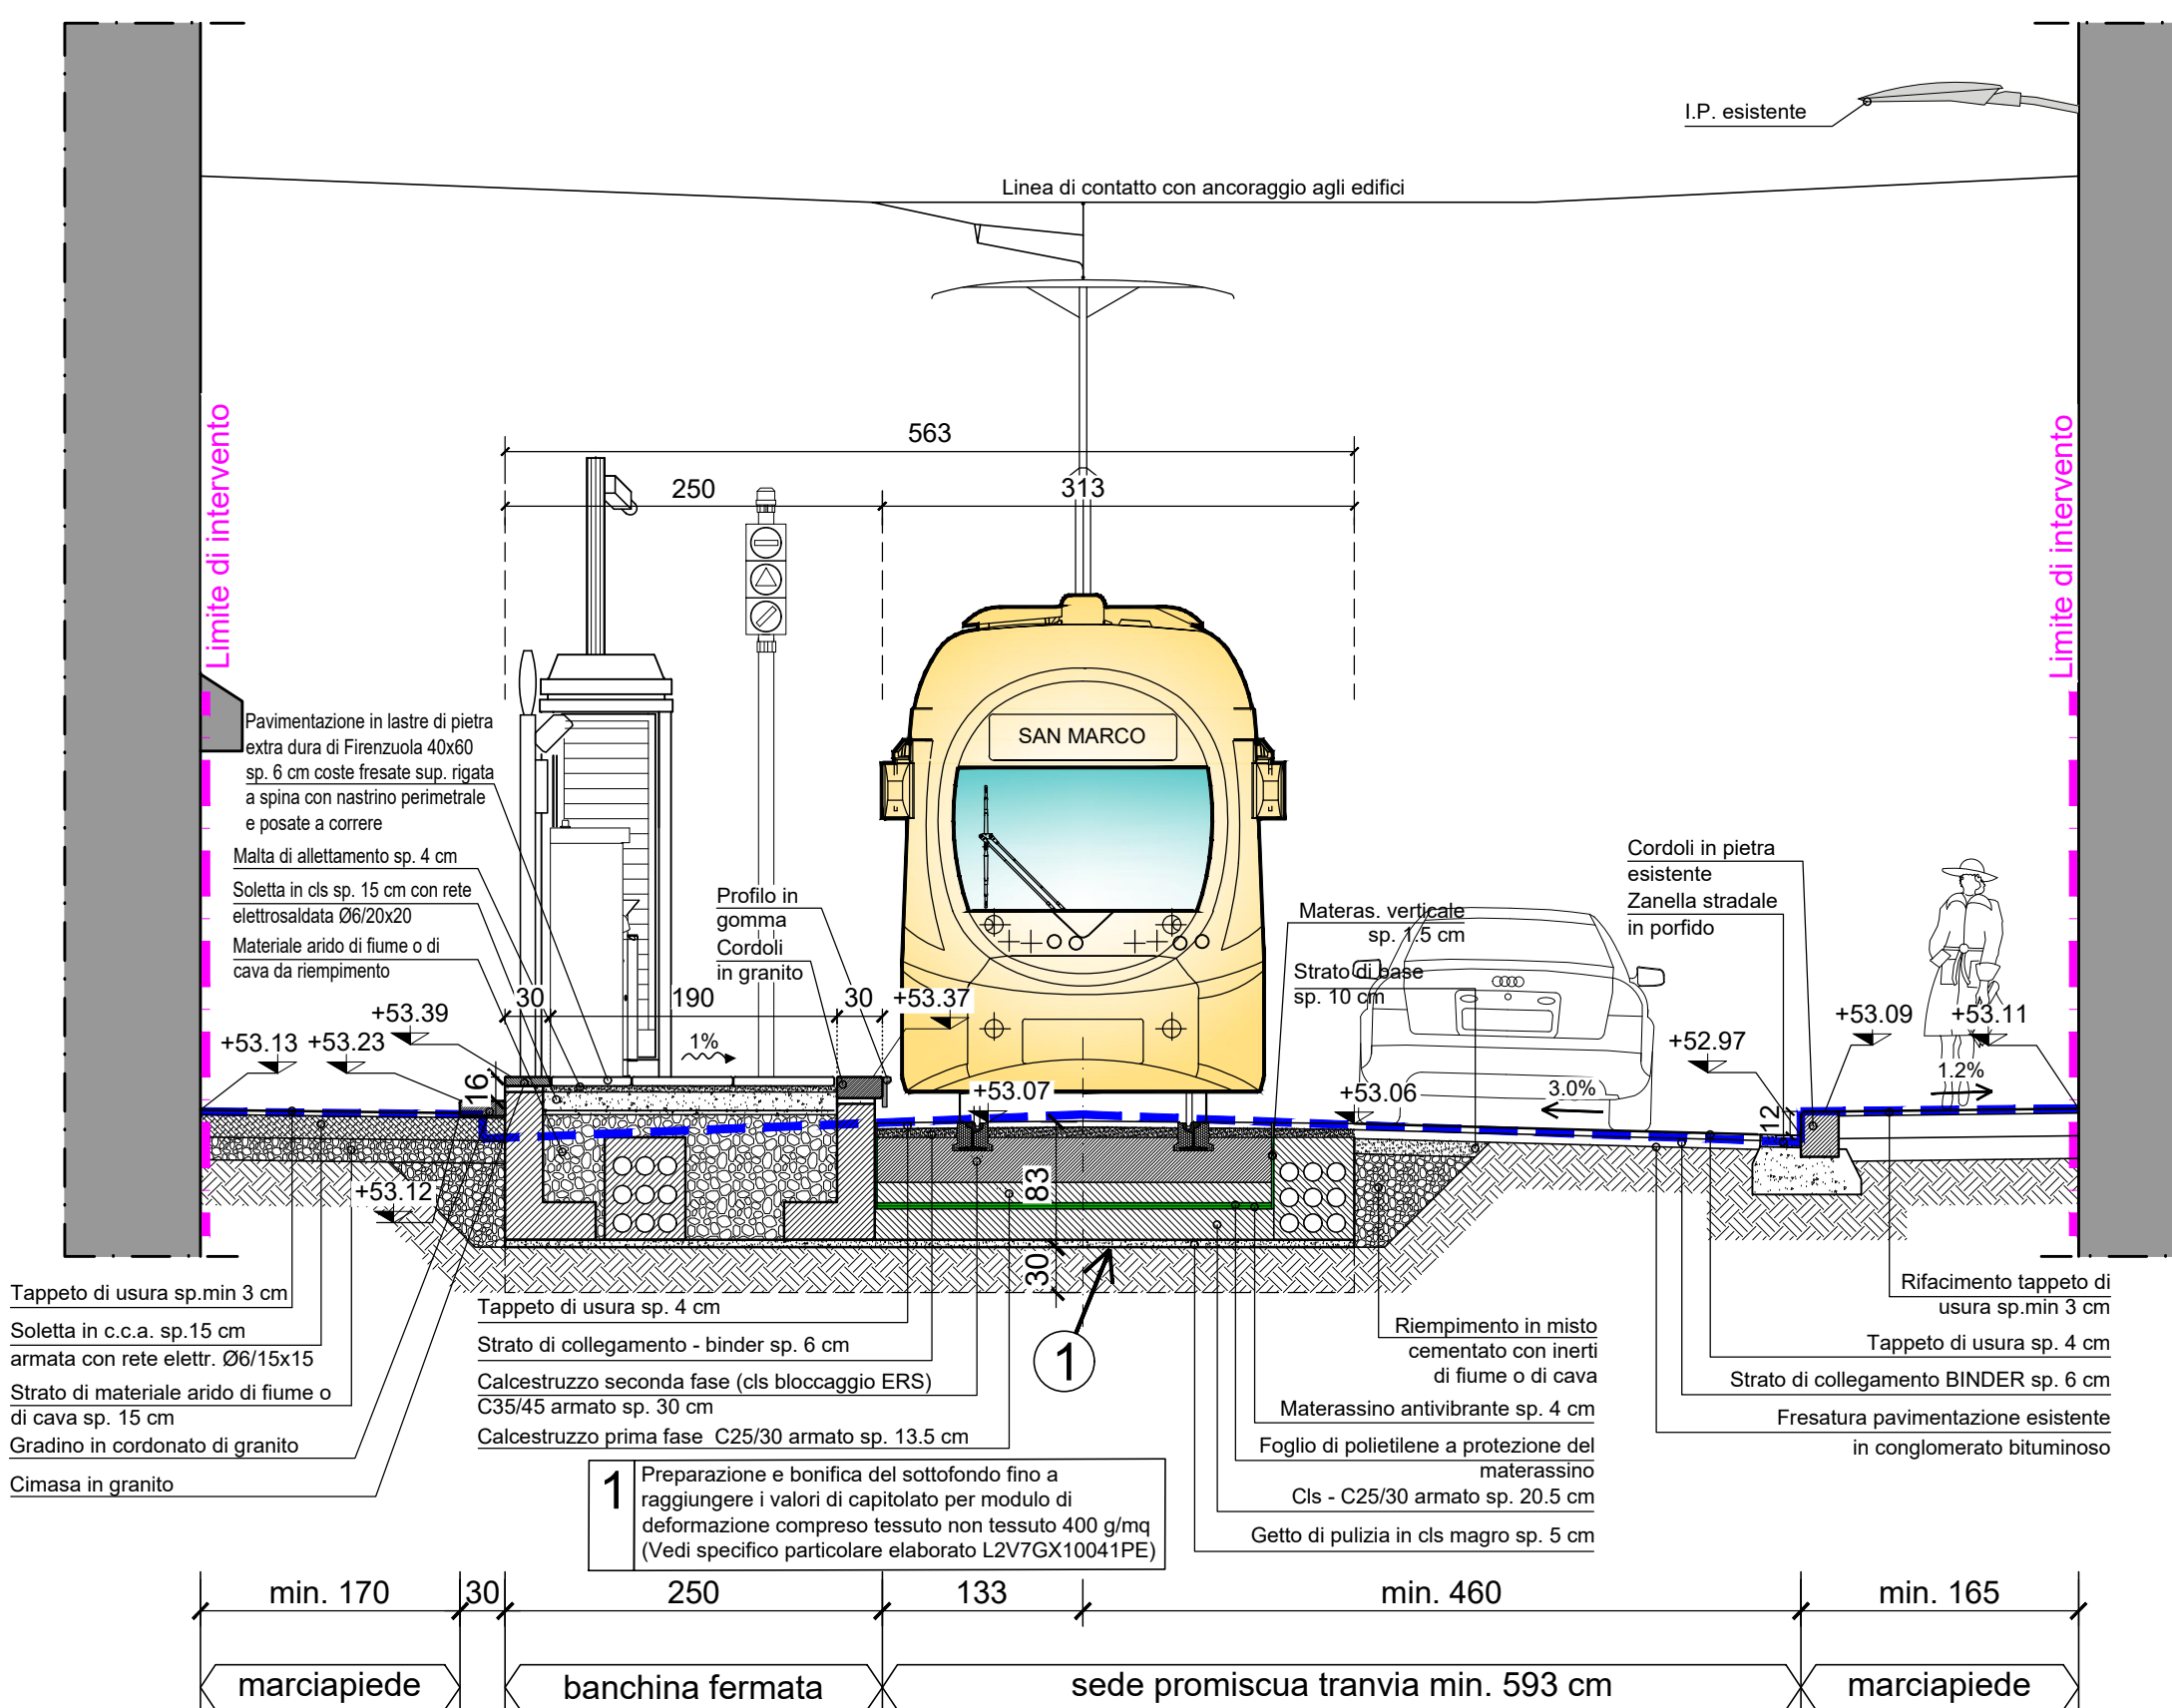 I.P. esistente
Linea di contatto con ancoraggio agli edifici
Limite di intervento
Limite di intervento
563
250
313
SAN MARCO
Pavimentazione in lastre di pietra
extra dura di Firenzuola 40x60
sp. 6 cm coste fresate sup. rigata
a spina con nastrino perimetrale
e posate a correre
Malta di allettamento sp. 4 cm
Soletta in cls sp. 15 cm con rete
elettrosaldata Ø6/20x20
Materiale arido di fiume o di
cava da riempimento
Profilo in
gomma
Cordoli
in granito
Materas. verticale
sp. 1.5 cm
Strato di base
sp. 10 cm
Cordoli in pietra
esistente
Zanella stradale
in porfido
30
190
30
+53.37
+53.39
+53.13
+53.23
1%
16
+53.07
+53.06
3.0%
+52.97
+53.09
+53.11
1.2%
12
+53.12
83
30
1
Tappeto di usura sp.min 3 cm
Soletta in c.c.a. sp.15 cm
armata con rete elettr. Ø6/15x15
Strato di materiale arido di fiume o
di cava sp. 15 cm
Gradino in cordonato di granito
Cimasa in granito
Tappeto di usura sp. 4 cm
Strato di collegamento - binder sp. 6 cm
Calcestruzzo seconda fase (cls bloccaggio ERS)
C35/45 armato sp. 30 cm
Calcestruzzo prima fase C25/30 armato sp. 13.5 cm
Riempimento in misto
cementato con inerti
di fiume o di cava
Materassino antivibrante sp. 4 cm
Foglio di polietilene a protezione del
materassino
Cls - C25/30 armato sp. 20.5 cm
Getto di pulizia in cls magro sp. 5 cm
Rifacimento tappeto di
usura sp.min 3 cm
Tappeto di usura sp. 4 cm
Strato di collegamento BINDER sp. 6 cm
Fresatura pavimentazione esistente
in conglomerato bituminoso
1
Preparazione e bonifica del sottofondo fino a
raggiungere i valori di capitolato per modulo di
deformazione compreso tessuto non tessuto 400 g/mq
(Vedi specifico particolare elaborato L2V7GX10041PE)
min. 170
30
250
133
min. 460
min. 165
marciapiede
banchina fermata
sede promiscua tranvia min. 593 cm
marciapiede